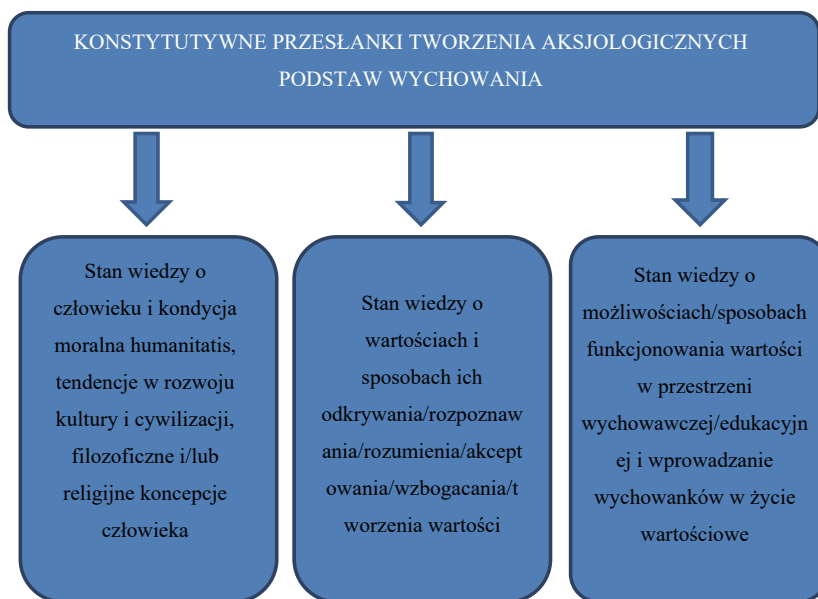 KONSTYTUTYWNE PRZESŁANKI TWORZENIA AKSJOLOGICZNYCH
PODSTAW WYCHOWANIA
Stan wiedzy o
człowieku i kondycja
moralna humanitatis,
tendencje w rozwoju
kultury i cywilizacji,
filozoficzne i/lub
religijne koncepcje
człowieka
Stan wiedzy o
wartościach i
sposobach ich
odkrywania/rozpoznaw
ania/rozumienia/akcept
owania/wzbogacania/t
worzenia wartości
Stan wiedzy o
możliwościach/sposobach
funkcjonowania wartości
w przestrzeni
wychowawczej/edukacyjn
ej i wprowadzanie
wychowanków w życie
wartościowe